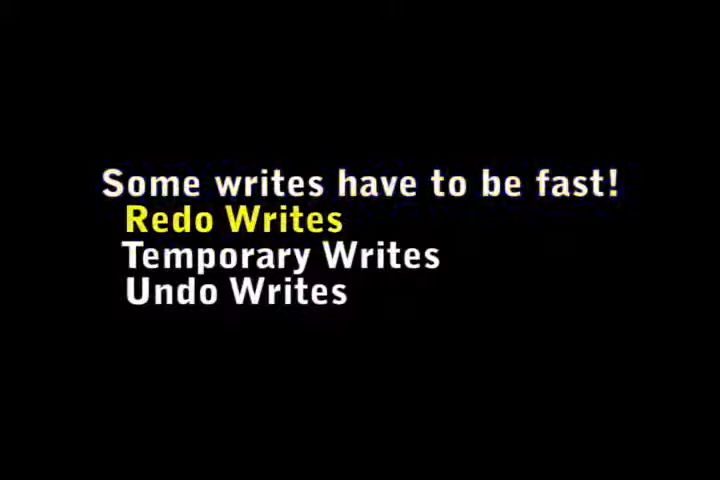 Some writes have to be fast!
Redo Writes
Temporary Writes
Undo Writes